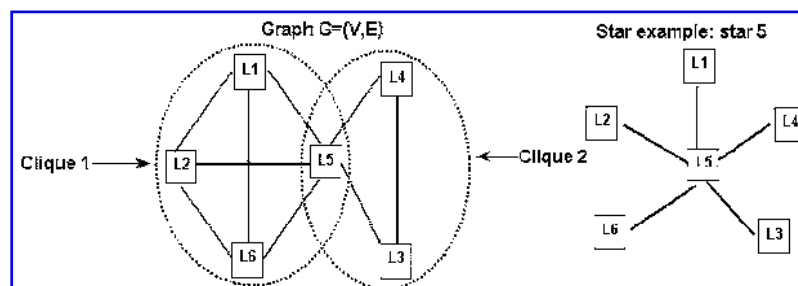 Graph G=(V,E)
Star example: star 5
L1
L4
L2
L5
L6
L3
Clique 1
Clique 2
L1
L2
L4
L5
L6
L3